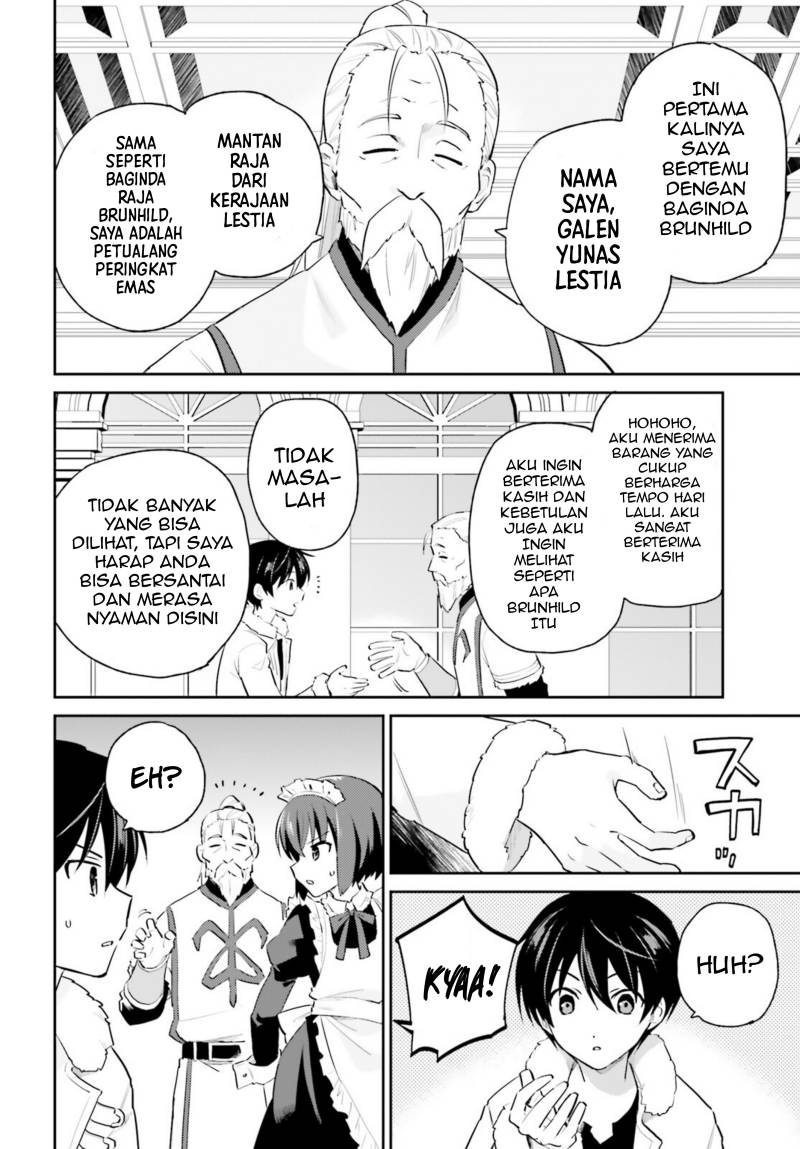 INI
PERTAMA
KALINYA
SAYA
BERTEMU
DENGAN
BAGINDA
BRUNHILD
NAMA
SAYA,
GALEN
YUNAS
LESTIA
MANTAN
RAJA
DARI
KERAJAAN
LESTIA
SAMA
SEPERTI
BAGINDA
RAJA
BRUNHILD,
SAYA ADALAH
PETUALANG
PERINGKAT
EMAS
HOHOHO,
AKU MENERIMA
BARANG YANG
CUKUP
BERHARGA
TEMPO HARI
LALU. AKU
SANGAT
BERTERIMA
KASIH
AKU INGIN
BERTERIMA
KASIH DAN
KEBETULAN
JUGA AKU
INGIN
MELIHAT
SEPERTI
APA
BRUNHILD
ITU
TIDAK
MASA-
LAH
TIDAK BANYAK
YANG BISA
DILIHAT, TAPI SAYA
HARAP ANDA
BISA BERSANTAI
DAN MERASA
NYAMAN DISINI
スカッ
HUH?
KYAA!
EH?